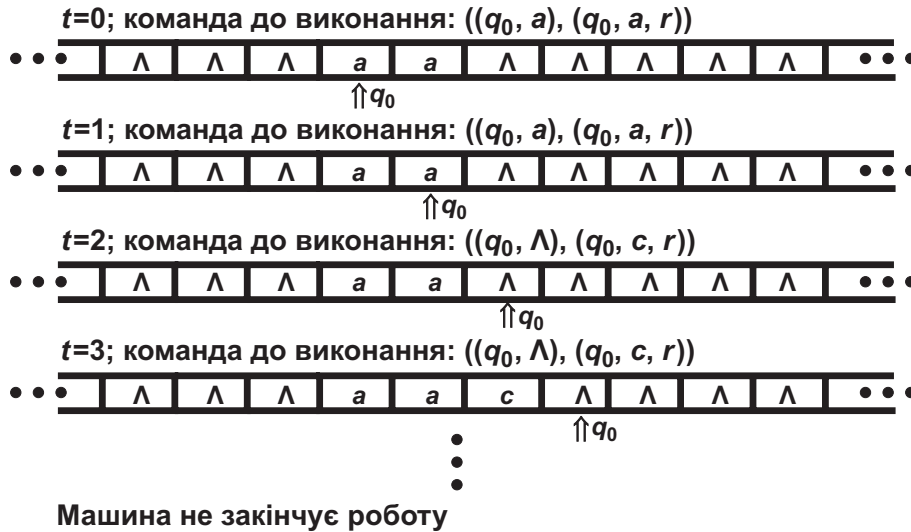 t=0; команда до виконання: ((q₀, a), (q₀, a, r))
••• Λ Λ Λ a a Λ Λ Λ Λ Λ •••
⇑q₀
t=1; команда до виконання: ((q₀, a), (q₀, a, r))
••• Λ Λ Λ a a Λ Λ Λ Λ Λ •••
⇑q₀
t=2; команда до виконання: ((q₀, Λ), (q₀, c, r))
••• Λ Λ Λ a a Λ Λ Λ Λ Λ •••
⇑q₀
t=3; команда до виконання: ((q₀, Λ), (q₀, c, r))
••• Λ Λ Λ a a c Λ Λ Λ Λ •••
⇑q₀
Машина не закінчує роботу